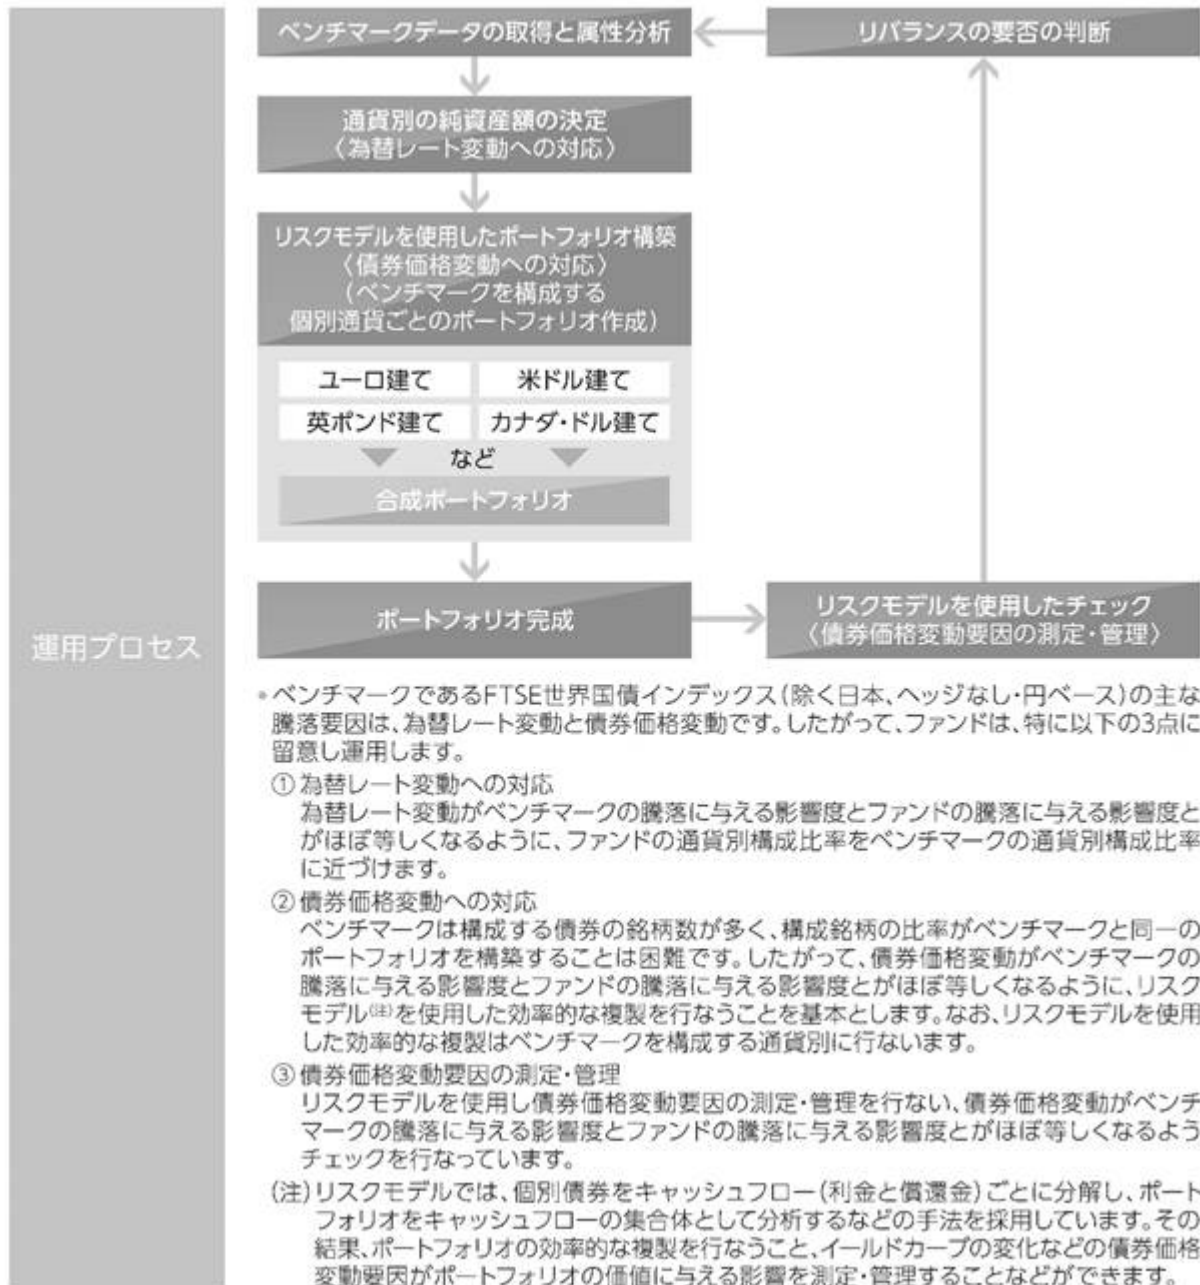 運用プロセス
ベンチマークデータの取得と属性分析
リバランスの要否の判断
通貨別の純資産額の決定
〈為替レート変動への対応〉
リスクモデルを使用したポートフォリオ構築
〈債券価格変動への対応〉
(ベンチマークを構成する
個別通貨ごとのポートフォリオ作成)
ユーロ建て
米ドル建て
英ポンド建て
カナダ・ドル建て
など
合成ポートフォリオ
ポートフォリオ完成
リスクモデルを使用したチェック
〈債券価格変動要因の測定・管理〉
●ベンチマークであるFTSE世界国債インデックス(除く日本、ヘッジなし・円ベース)の主な
騰落要因は、為替レート変動と債券価格変動です。したがって、ファンドは、特に以下の3点に
留意し運用します。
①為替レート変動への対応
為替レート変動がベンチマークの騰落に与える影響度とファンドの騰落に与える影響度と
がほぼ等しくなるように、ファンドの通貨別構成比率をベンチマークの通貨別構成比率
に近づけます。
②債券価格変動への対応
ベンチマークは構成する債券の銘柄数が多く、構成銘柄の比率がベンチマークと同一の
ポートフォリオを構築することは困難です。したがって、債券価格変動がベンチマークの
騰落に与える影響度とファンドの騰落に与える影響度とがほぼ等しくなるように、リスク
モデル(注)を使用した効率的な複製を行なうことを基本とします。なお、リスクモデルを使用
した効率的な複製はベンチマークを構成する通貨別に行ないます。
③債券価格変動要因の測定・管理
リスクモデルを使用し債券価格変動要因の測定・管理を行ない、債券価格変動がベンチ
マークの騰落に与える影響度とファンドの騰落に与える影響度とがほぼ等しくなるよう
チェックを行なっています。
(注)リスクモデルでは、個別債券をキャッシュフロー(利金と償還金)ごとに分解し、ポート
フォリオをキャッシュフローの集合体として分析するなどの手法を採用しています。その
結果、ポートフォリオの効率的な複製を行なうこと、イールドカーブの変化などの債券価格
変動要因がポートフォリオの価値に与える影響を測定・管理することなどができます。